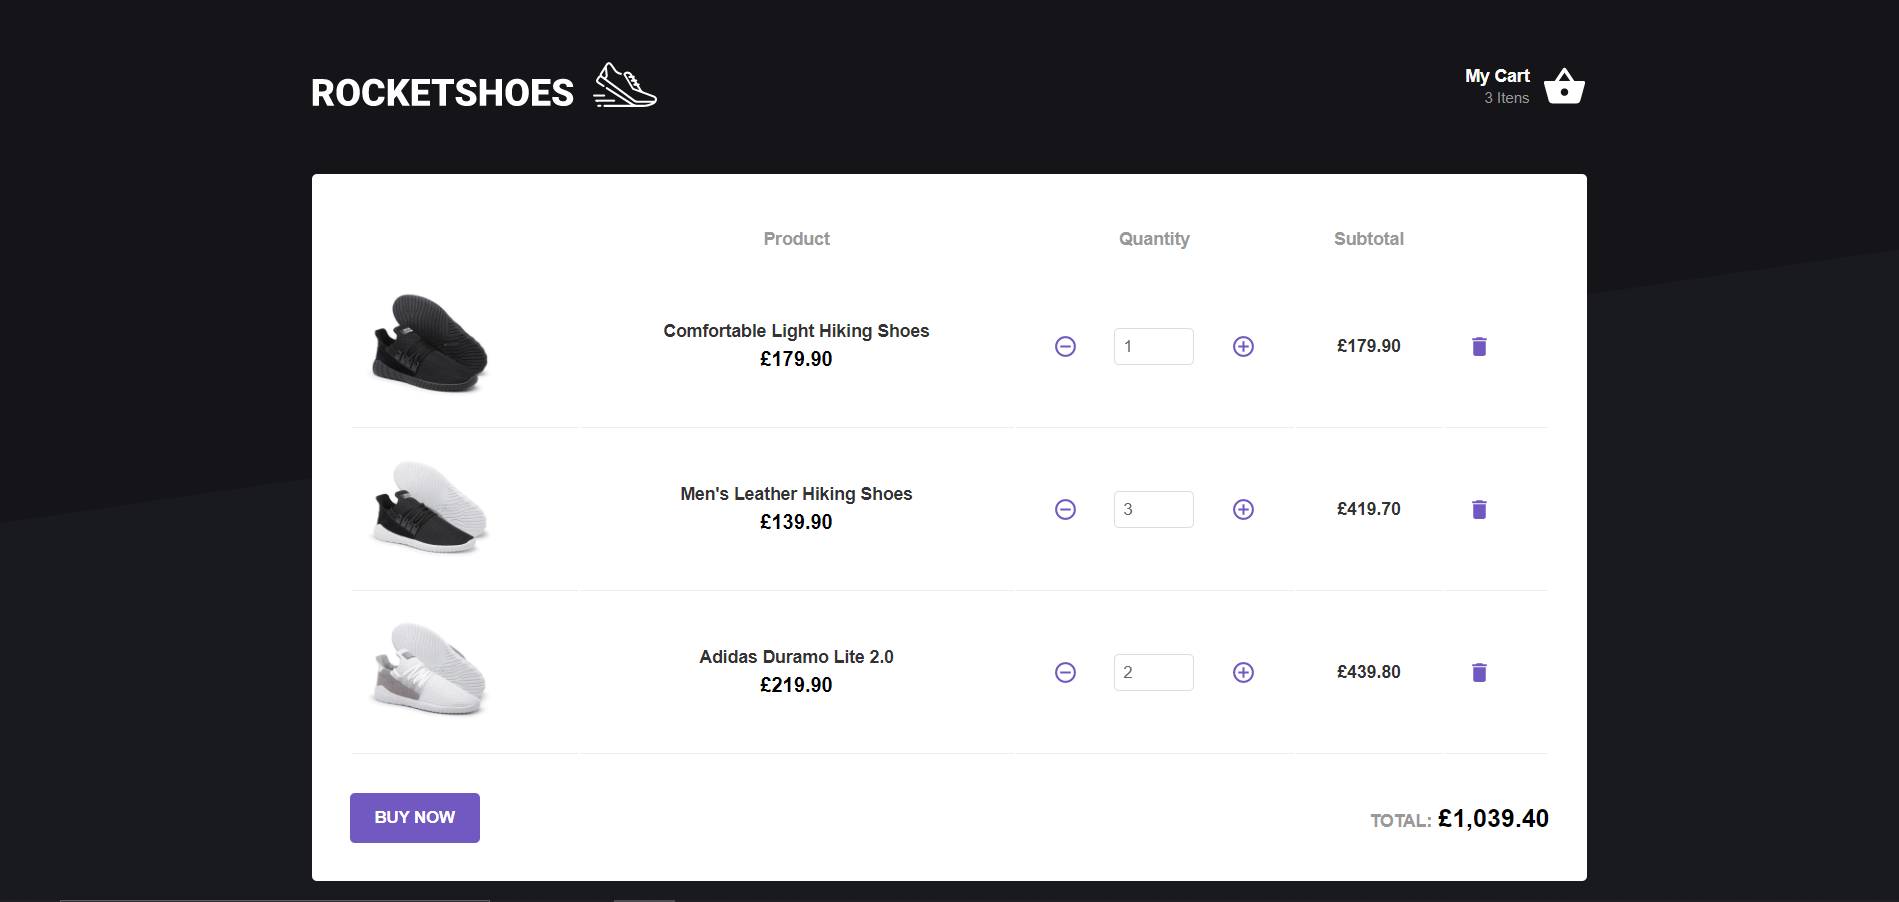 ROCKETSHOES
My Cart
3 Itens
Product Quantity Subtotal
Comfortable Light Hiking Shoes
£179.90
1
£179.90
Men's Leather Hiking Shoes
£139.90
3
£419.70
Adidas Duramo Lite 2.0
£219.90
2
£439.80
BUY NOW
TOTAL: £1,039.40